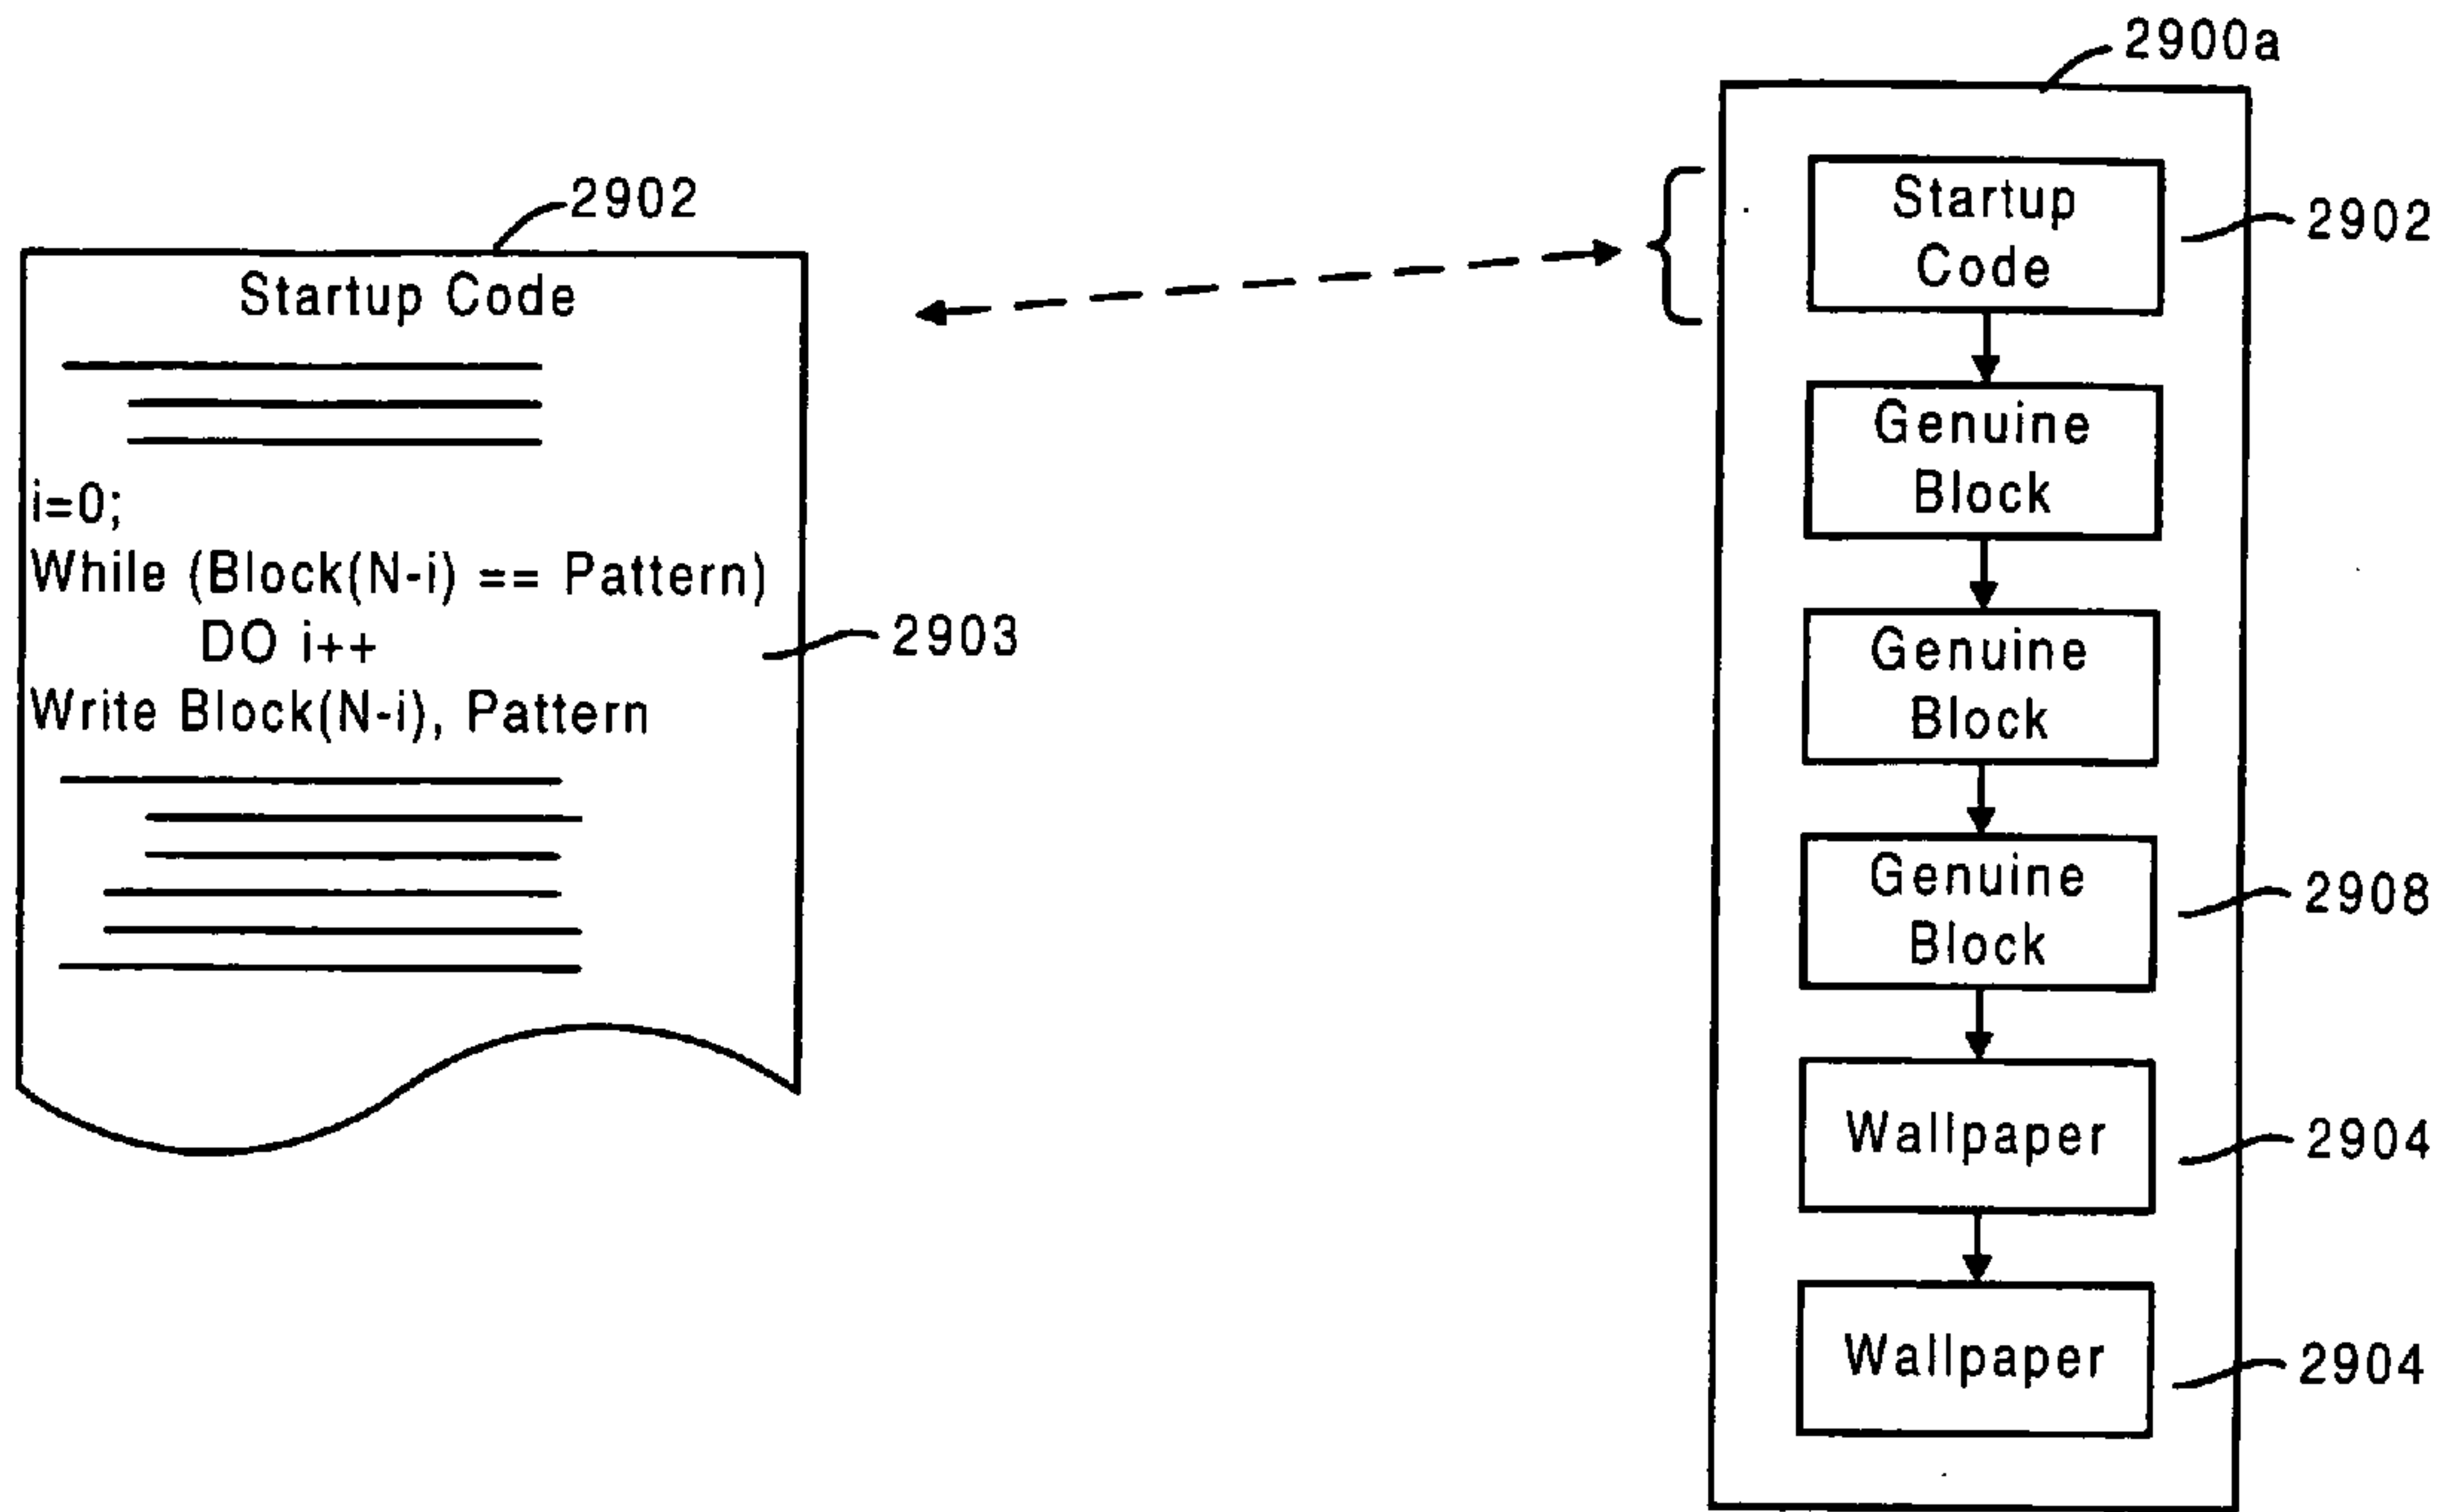 2900a
2902
Startup Code
i=0;
While (Block(N-i) == Pattern)
DO i++
Write Block(N-i), Pattern
2903
Startup
Code
2902
Genuine
Block
Genuine
Block
Genuine
Block
2908
Wallpaper
2904
Wallpaper
2904